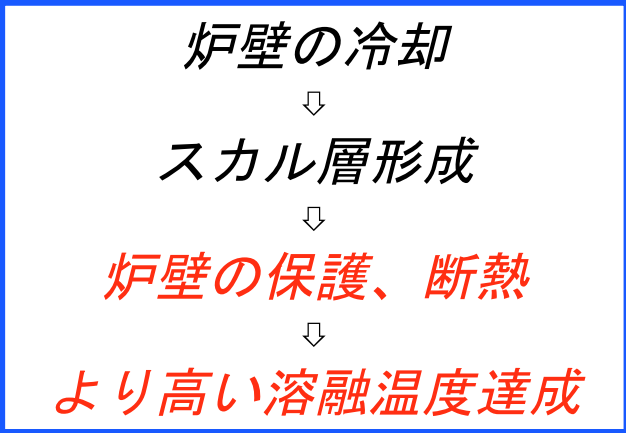 炉壁の冷却
⇩
スカル層形成
⇩
炉壁の保護、断熱
⇩
より高い溶融温度達成